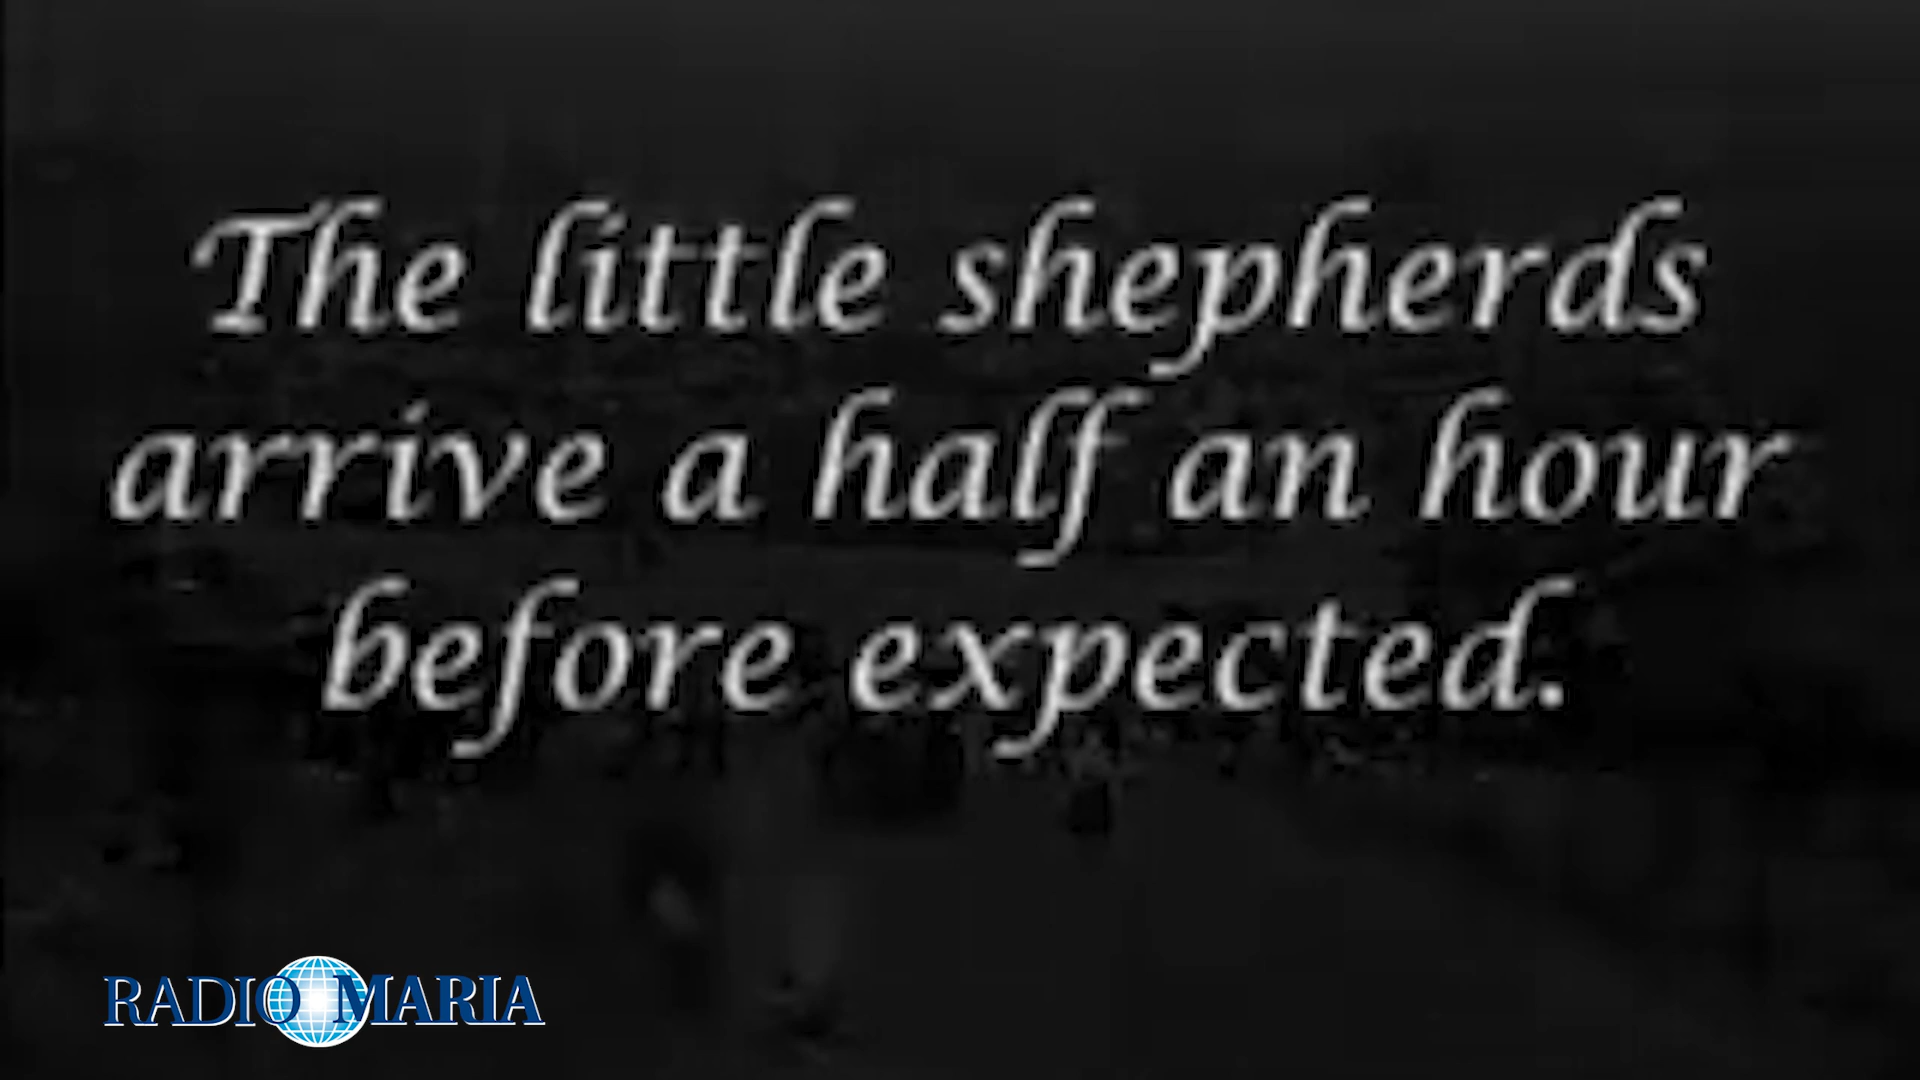 The little shepherds
arrive a half an hour
before expected.
RADIO MARIA